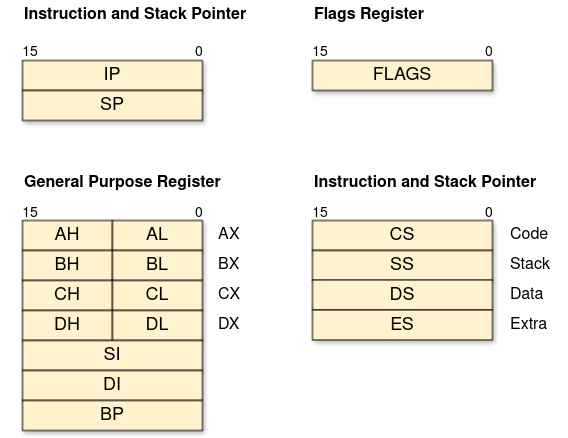 Instruction and Stack Pointer
15 0
IP
SP
Flags Register
15 0
FLAGS
General Purpose Register
15 0
AH AL AX
BH BL BX
CH CL CX
DH DL DX
SI
DI
BP
Instruction and Stack Pointer
15 0
CS Code
SS Stack
DS Data
ES Extra